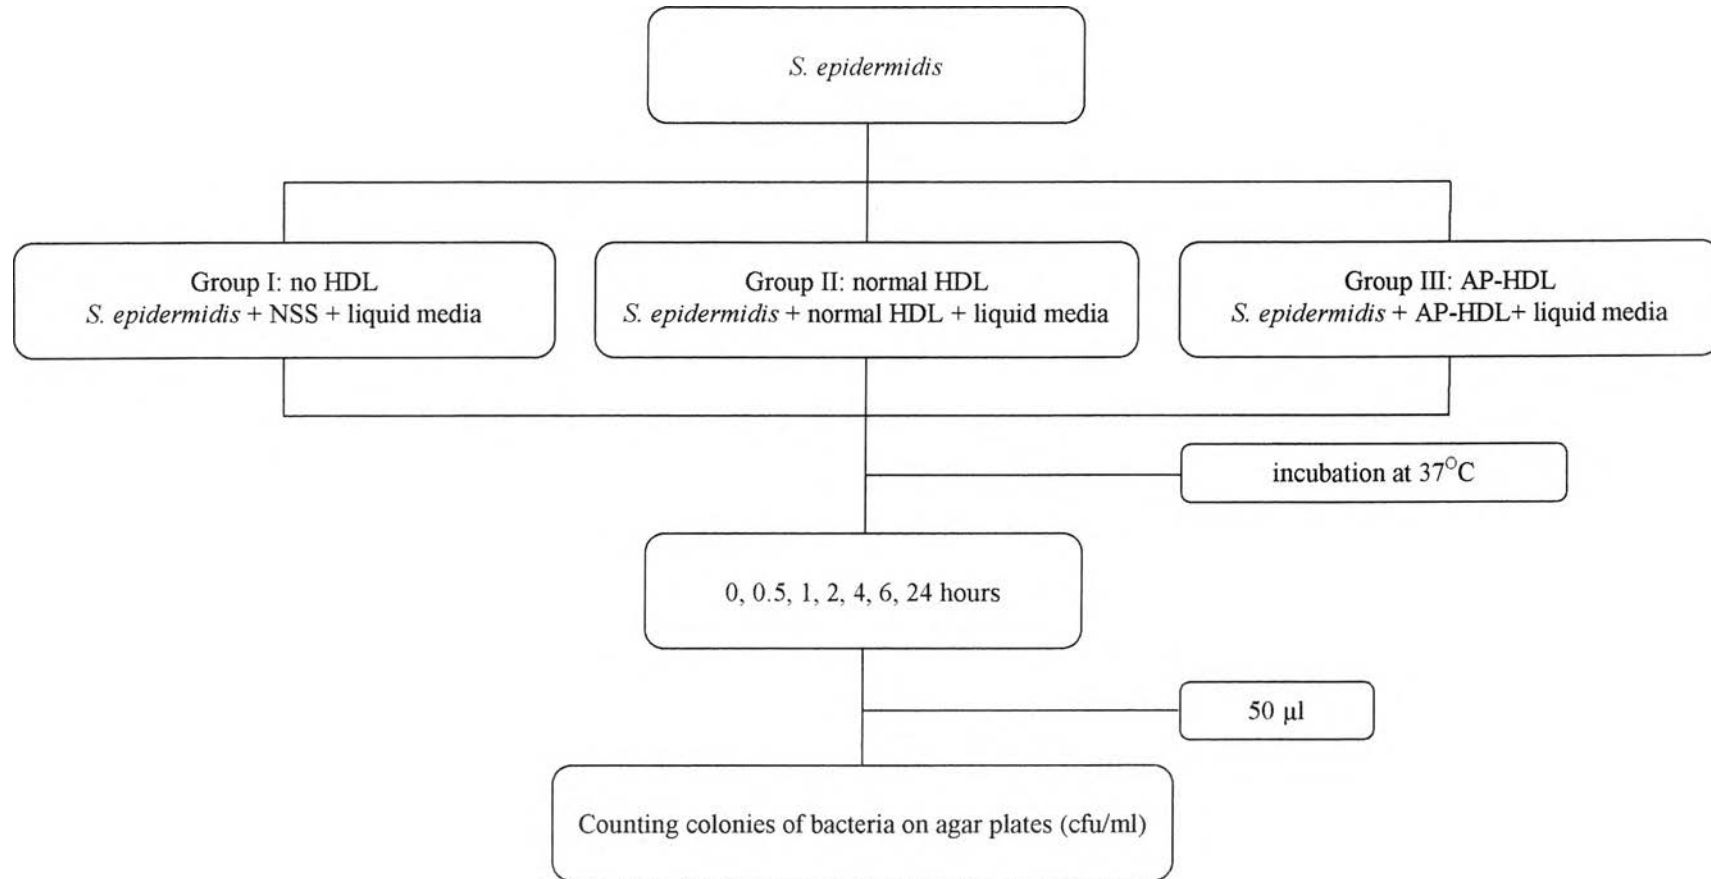 S. epidermidis
Group I: no HDL
S. epidermidis + NSS + liquid media
Group II: normal HDL
S. epidermidis + normal HDL + liquid media
Group III: AP-HDL
S. epidermidis + AP-HDL+ liquid media
incubation at 37°C
0, 0.5, 1, 2, 4, 6, 24 hours
50 µl
Counting colonies of bacteria on agar plates (cfu/ml)